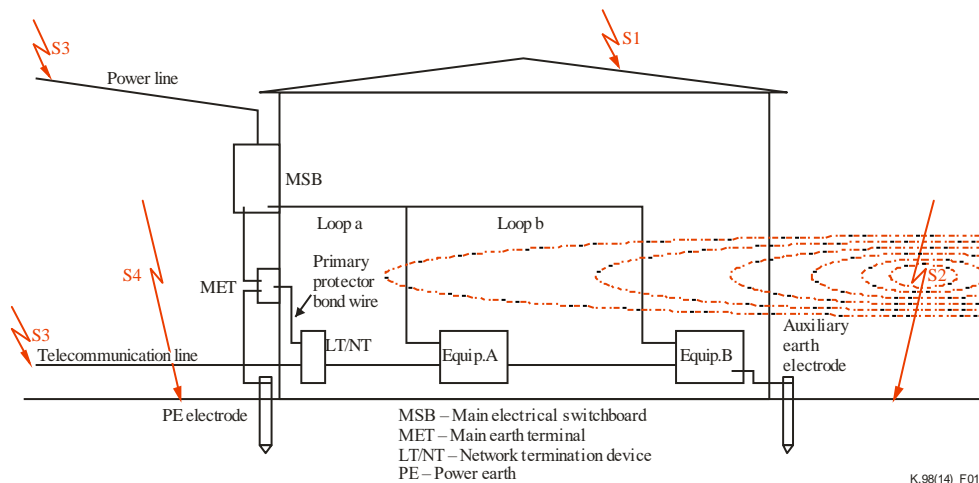 S3
S1
Power line
MSB
Loop a
Loop b
S4
Primary
protector
bond wire
MET
S2
S3
LT/NT
Auxiliary
earth
electrode
Telecommunication line
Equip.A
Equip.B
PE electrode
MSB – Main electrical switchboard
MET – Main earth terminal
LT/NT – Network termination device
PE – Power earth
K.98(14)_F01